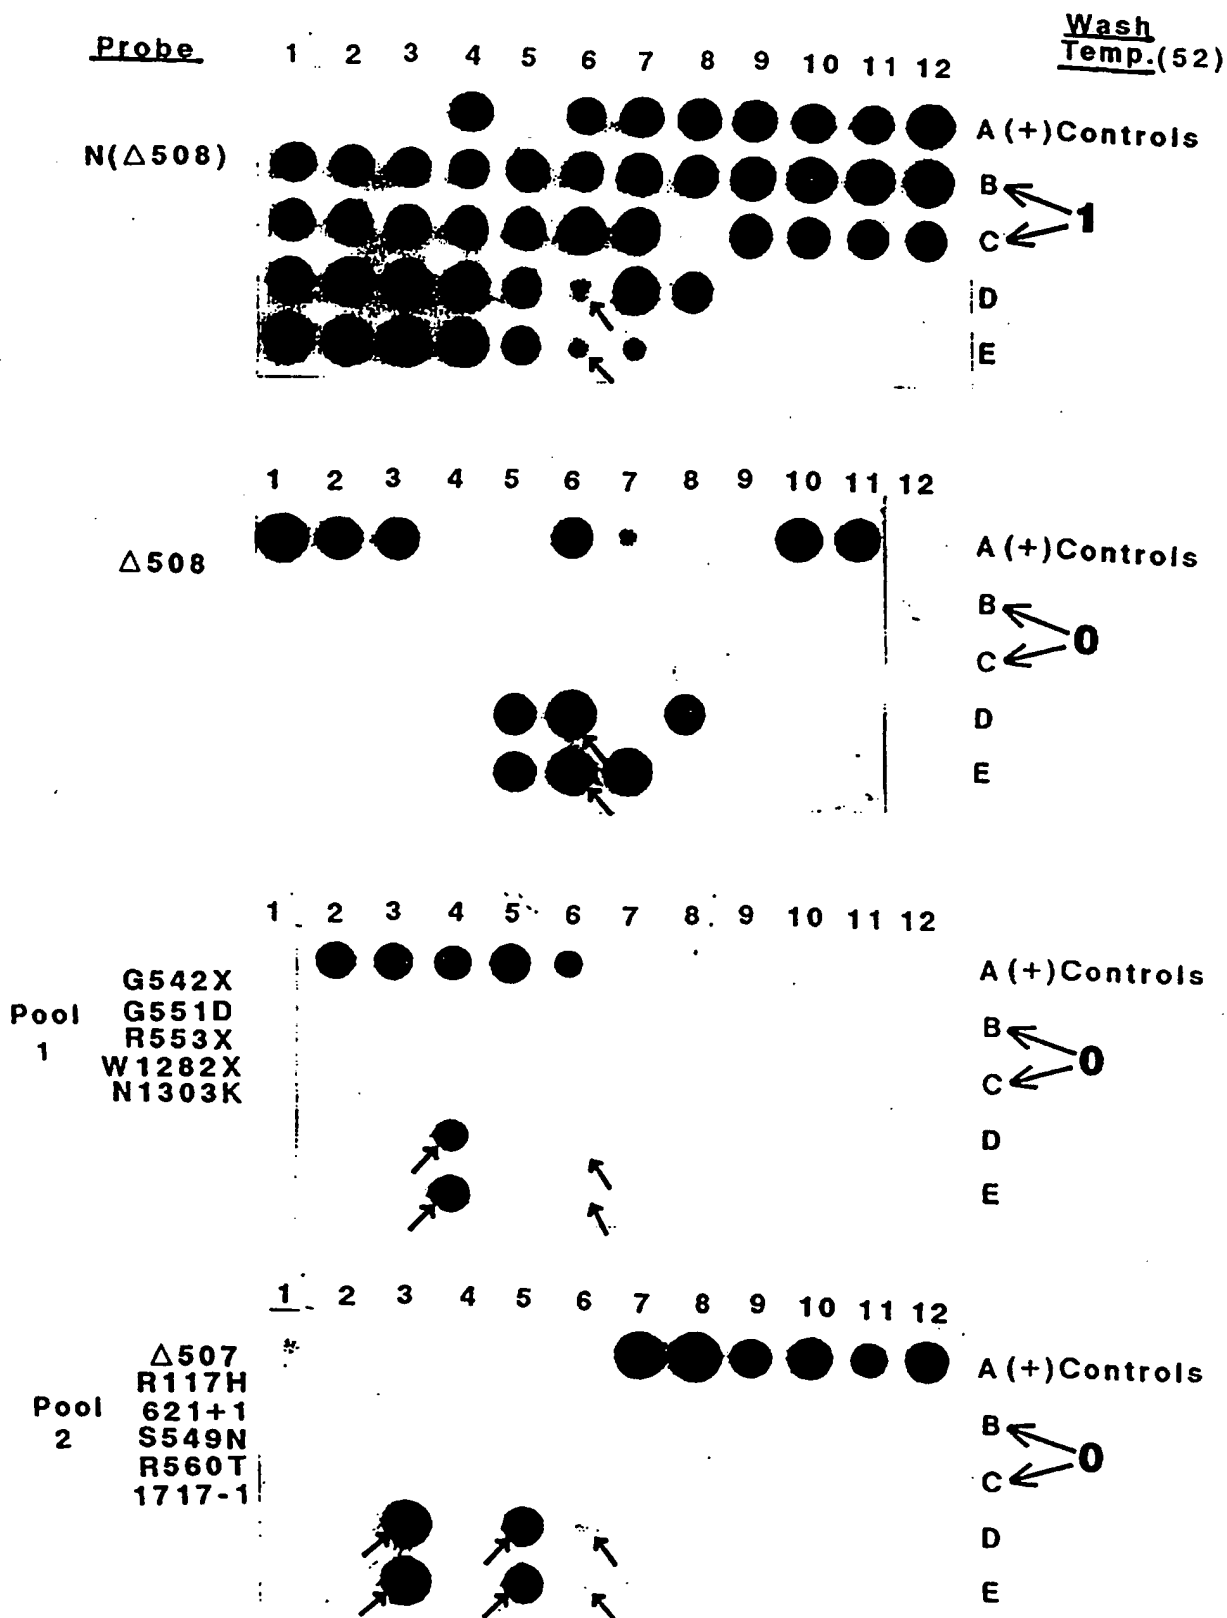 Probe 1 2 3 4 5 6 7 8 9 10 11 12 Wash Temp.(52)
A (+)Controls
N(△508)
B
1
C
D
E
1 2 3 4 5 6 7 8 9 10 11 12
A (+)Controls
△508
B
0
C
D
E
1 2 3 4 5 6 7 8 9 10 11 12
A (+)Controls
G542X
Pool 1
G551D
R553X
W1282X
N1303K
B
0
C
D
E
1 2 3 4 5 6 7 8 9 10 11 12
A (+)Controls
△507
R117H
Pool 2
621+1
S549N
R560T
1717-1
B
0
C
D
E